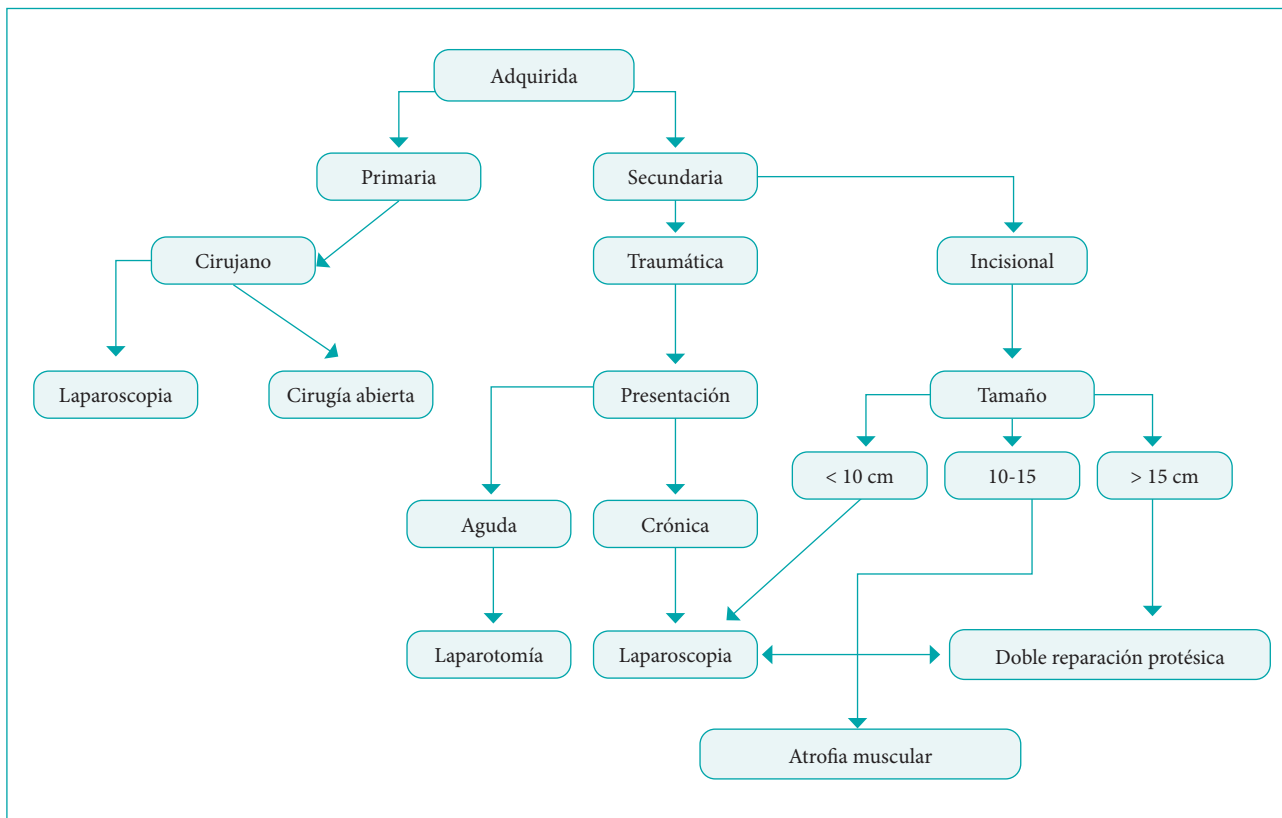 Adquirida
Primaria
Secundaria
Cirujano
Traumática
Incisional
Laparoscopia
Cirugía abierta
Presentación
Tamaño
< 10 cm
10-15
> 15 cm
Aguda
Crónica
Laparotomía
Laparoscopia
Doble reparación protésica
Atrofia muscular